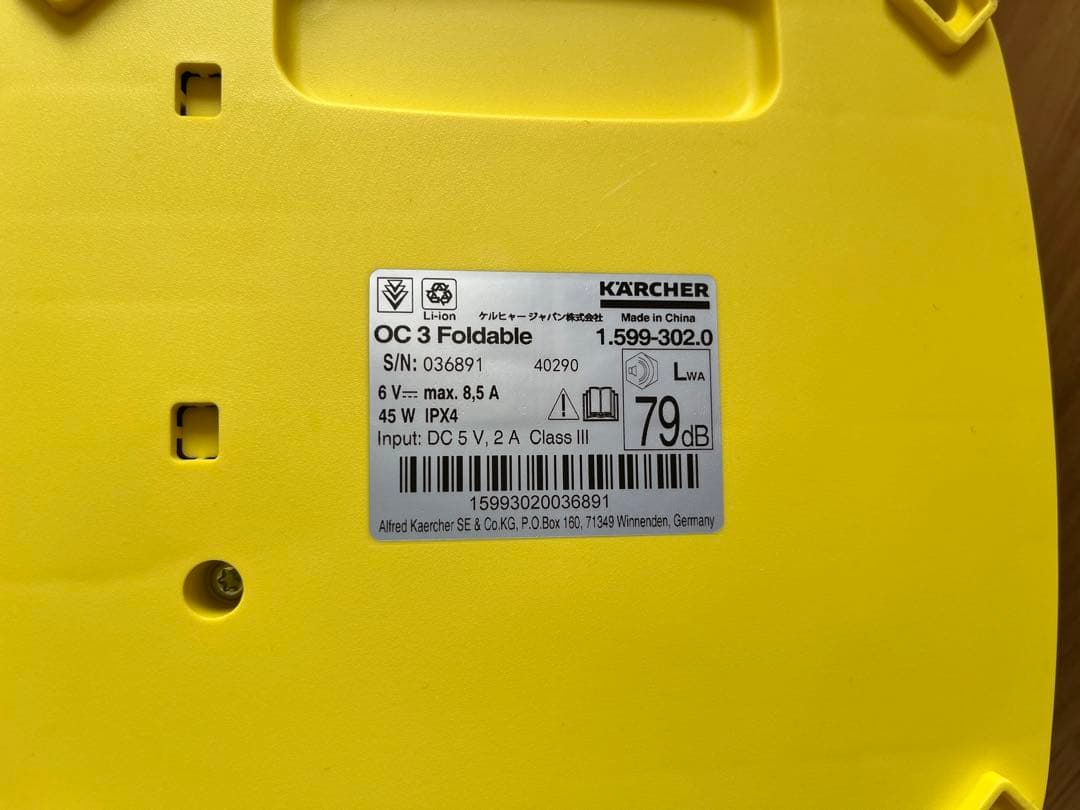 KÄRCHER
Li-ion ケルヒャージャパン株式会社 Made in China
OC 3 Foldable 1.599-302.0
S/N: 036891 40290
6 V⎓ max. 8,5 A
45 W IPX4
Input: DC 5 V, 2 A Class III
LWA
79dB
15993020036891
Alfred Kaercher SE & Co.KG, P.O.Box 160, 71349 Winnenden, Germany